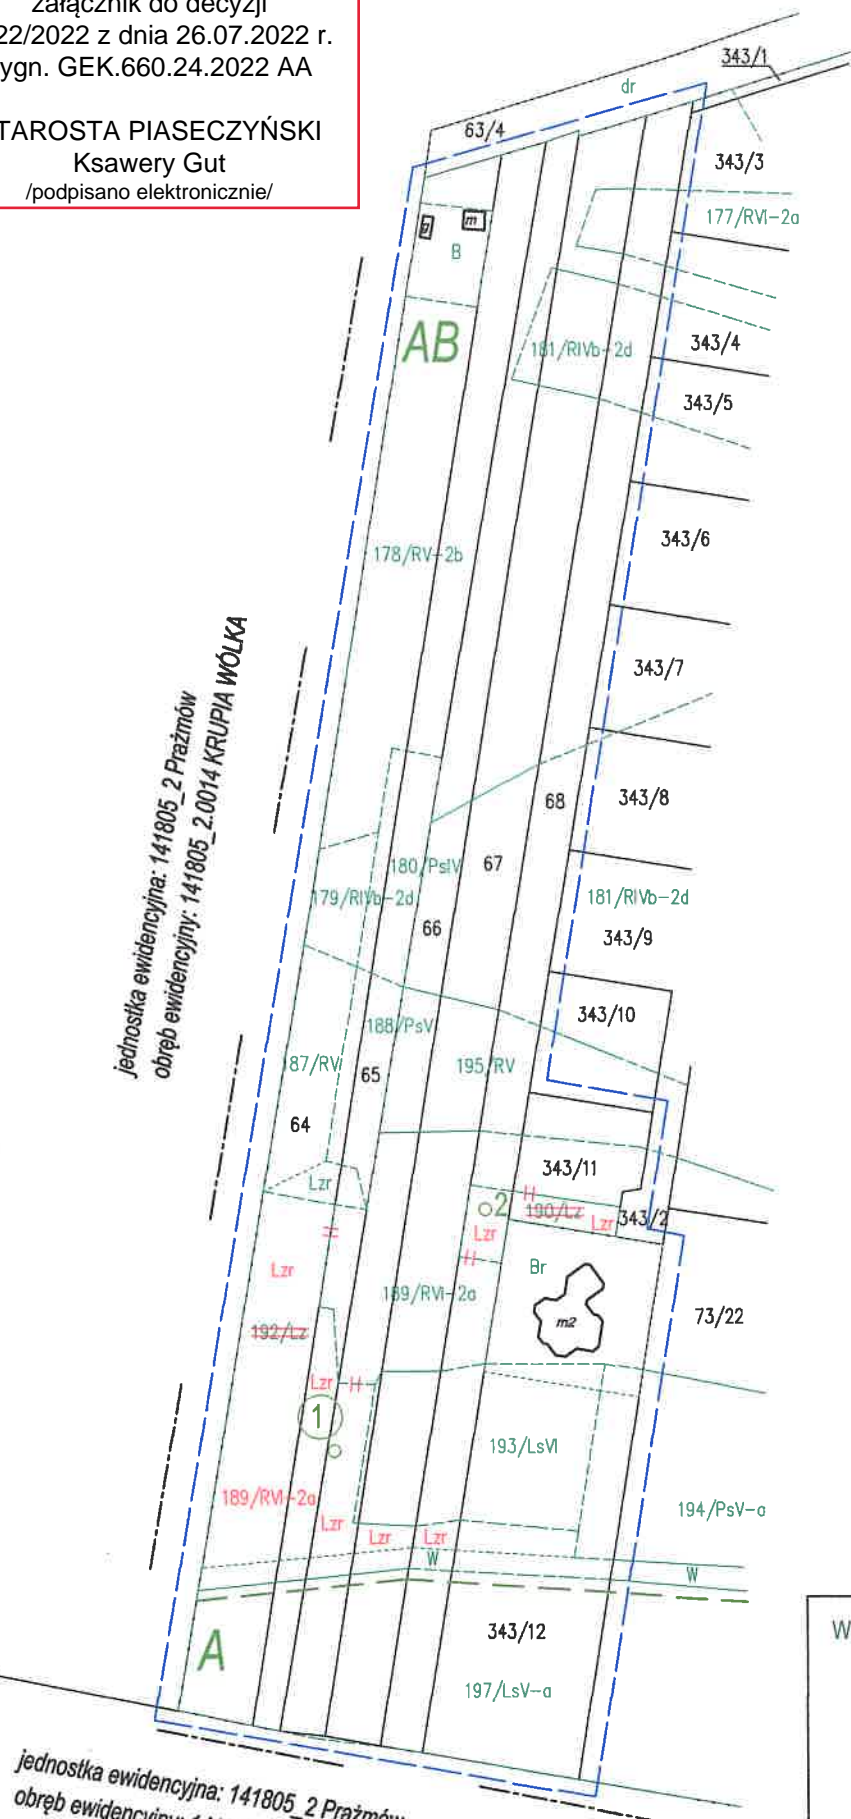 załącznik do decyzji
22/2022 z dnia 26.07.2022 r.
ygn. GEK.660.24.2022 AA
TAROSTA PIASECZYŃSKI
Ksawery Gut
/podpisano elektronicznie/
343/1
dr
63/4
343/3
177/RVI-2a
m
B
AB
343/4
181/RIVb-2d
343/5
343/6
178/RV-2b
343/7
jednostka ewidencyjna: 141805_2 Prażmów
obręb ewidencyjny: 141805_2.0014 KRUPIA WÓLKA
68
343/8
180/PsIV
67
179/RIVb-2d
181/RIVb-2d
66
343/9
343/10
188/PsV
187/RV
65
195/RV
64
343/11
Lzr
2
190/Lz
Lzr
343/2
Lzr
Lzr
Br
189/RVI-2a
m2
73/22
192/Lz
Lzr
1
193/LsVI
189/RVI-2a
194/PsV-a
Lzr
Lzr
Lzr
W
W
A
343/12
W
197/LsV-a
jednostka ewidencyjna: 141805_2 Prażmów
obręb ewidencyjny: